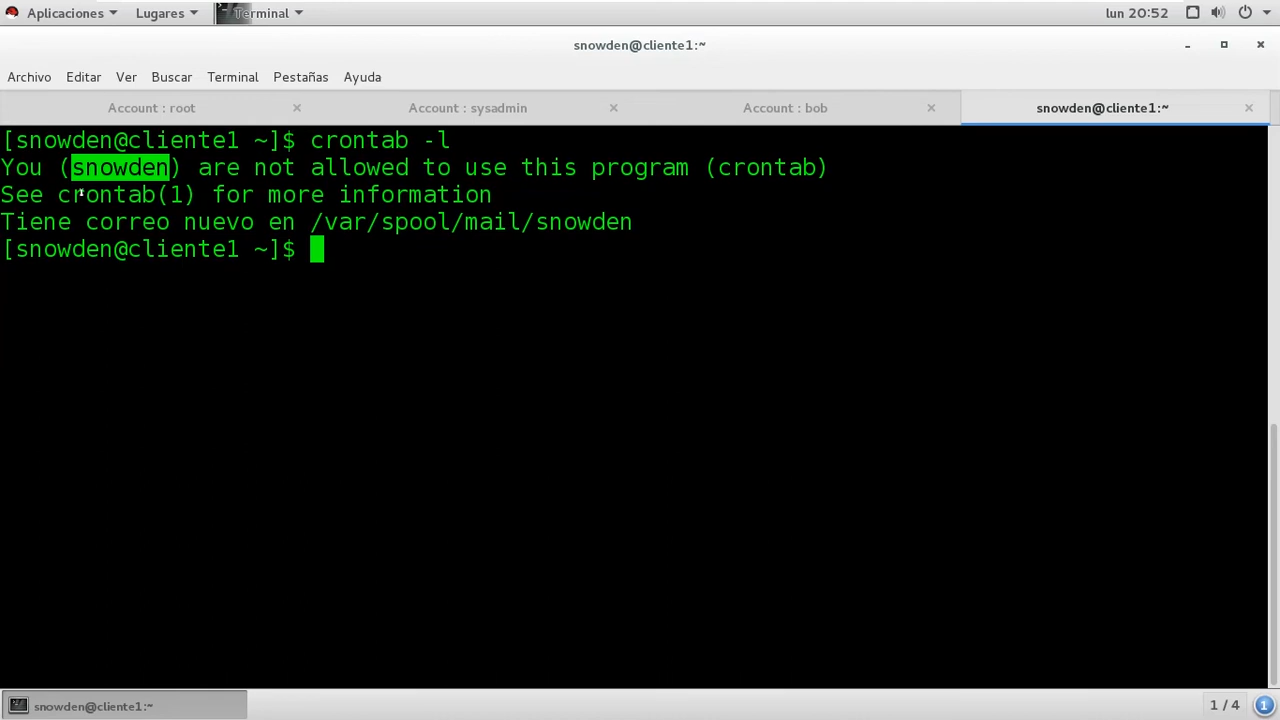 Aplicaciones Lugares Terminal lun 20:52
snowden@cliente1:~
Archivo Editar Ver Buscar Terminal Pestañas Ayuda
Account : root Account : sysadmin Account : bob snowden@cliente1:~
[snowden@cliente1 ~]$ crontab -l
You (snowden) are not allowed to use this program (crontab)
See crontab(1) for more information
Tiene correo nuevo en /var/spool/mail/snowden
[snowden@cliente1 ~]$
snowden@cliente1:~ 1 / 4 1